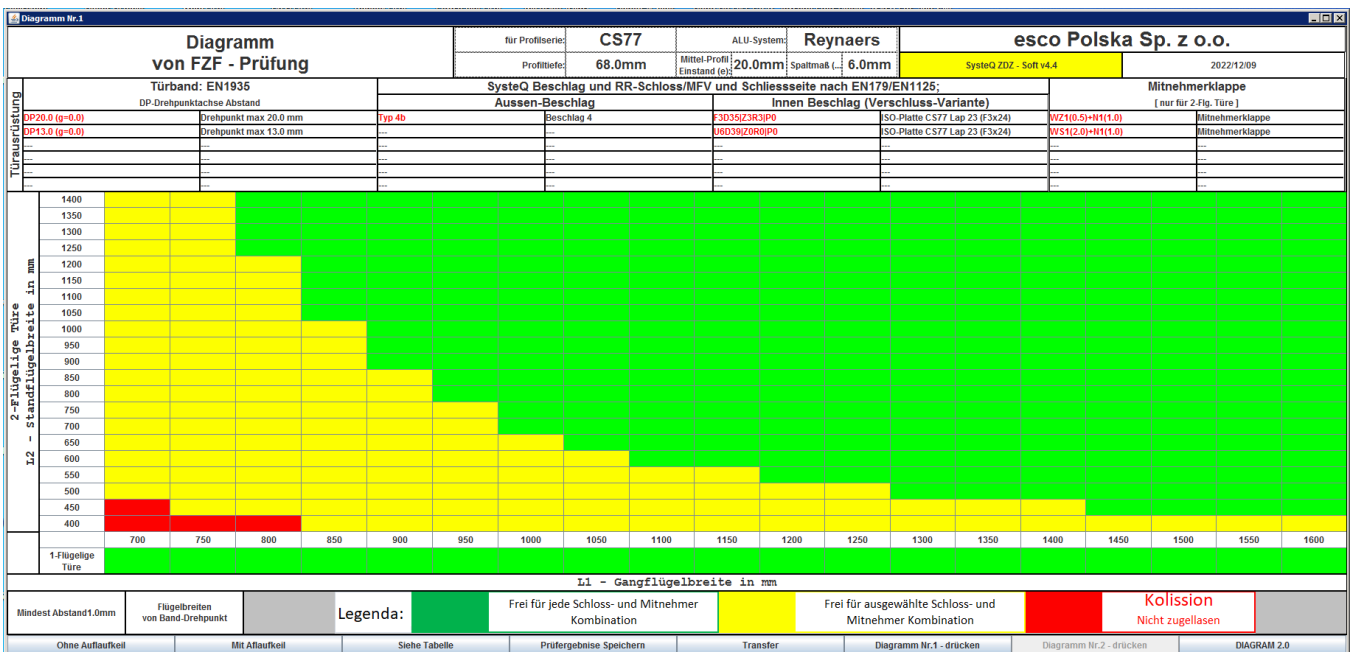 Diagramm Nr.1
Diagramm
von FZF - Prüfung
für Profilserie: CS77 ALU-System: Reynaers esco Polska Sp. z o.o.
Profiltiefe: 68.0mm Mittel-Profil Einstand (e): 20.0mm Spaltmaß (... 6.0mm SysteQ ZDZ - Soft v4.4 2022/12/09
Türausrüstung
Türband: EN1935 SysteQ Beschlag und RR-Schloss/MFV und Schliessseite nach EN179/EN1125; Mitnehmerklappe
DP-Drehpunktachse Abstand Aussen-Beschlag Innen Beschlag (Verschluss-Variante) [ nur für 2-Flg. Türe ]
DP20.0 (g=0.0) Drehpunkt max 20.0 mm Typ 4b Beschlag 4 F3D35|Z3R3|P0 ISO-Platte CS77 Lap 23 (F3x24) WZ1(0.5)+N1(1.0) Mitnehmerklappe
DP13.0 (g=0.0) Drehpunkt max 13.0 mm --- --- U6D39|Z0R0|P0 ISO-Platte CS77 Lap 23 (F3x24) WS1(2.0)+N1(1.0) Mitnehmerklappe
--- --- --- --- --- --- --- ---
--- --- --- --- --- --- --- ---
--- --- --- --- --- --- --- ---
--- --- --- --- --- --- --- ---
2-Flügelige Türe
L2 - Standflügelbreite in mm
1400
1350
1300
1250
1200
1150
1100
1050
1000
950
900
850
800
750
700
650
600
550
500
450
400
700 750 800 850 900 950 1000 1050 1100 1150 1200 1250 1300 1350 1400 1450 1500 1550 1600
1-Flügelige
Türe
L1 - Gangflügelbreite in mm
Mindest Abstand1.0mm
Flügelbreiten
von Band-Drehpunkt
Legenda:
Frei für jede Schloss- und Mitnehmer
Kombination
Frei für ausgewählte Schloss- und
Mitnehmer Kombination
Kolission
Nicht zugellasen
Ohne Auflaufkeil Mit Aflaufkeil Siehe Tabelle Prüfergebnise Speichern Transfer Diagramm Nr.1 - drücken Diagramm Nr.2 - drücken DIAGRAM 2.0